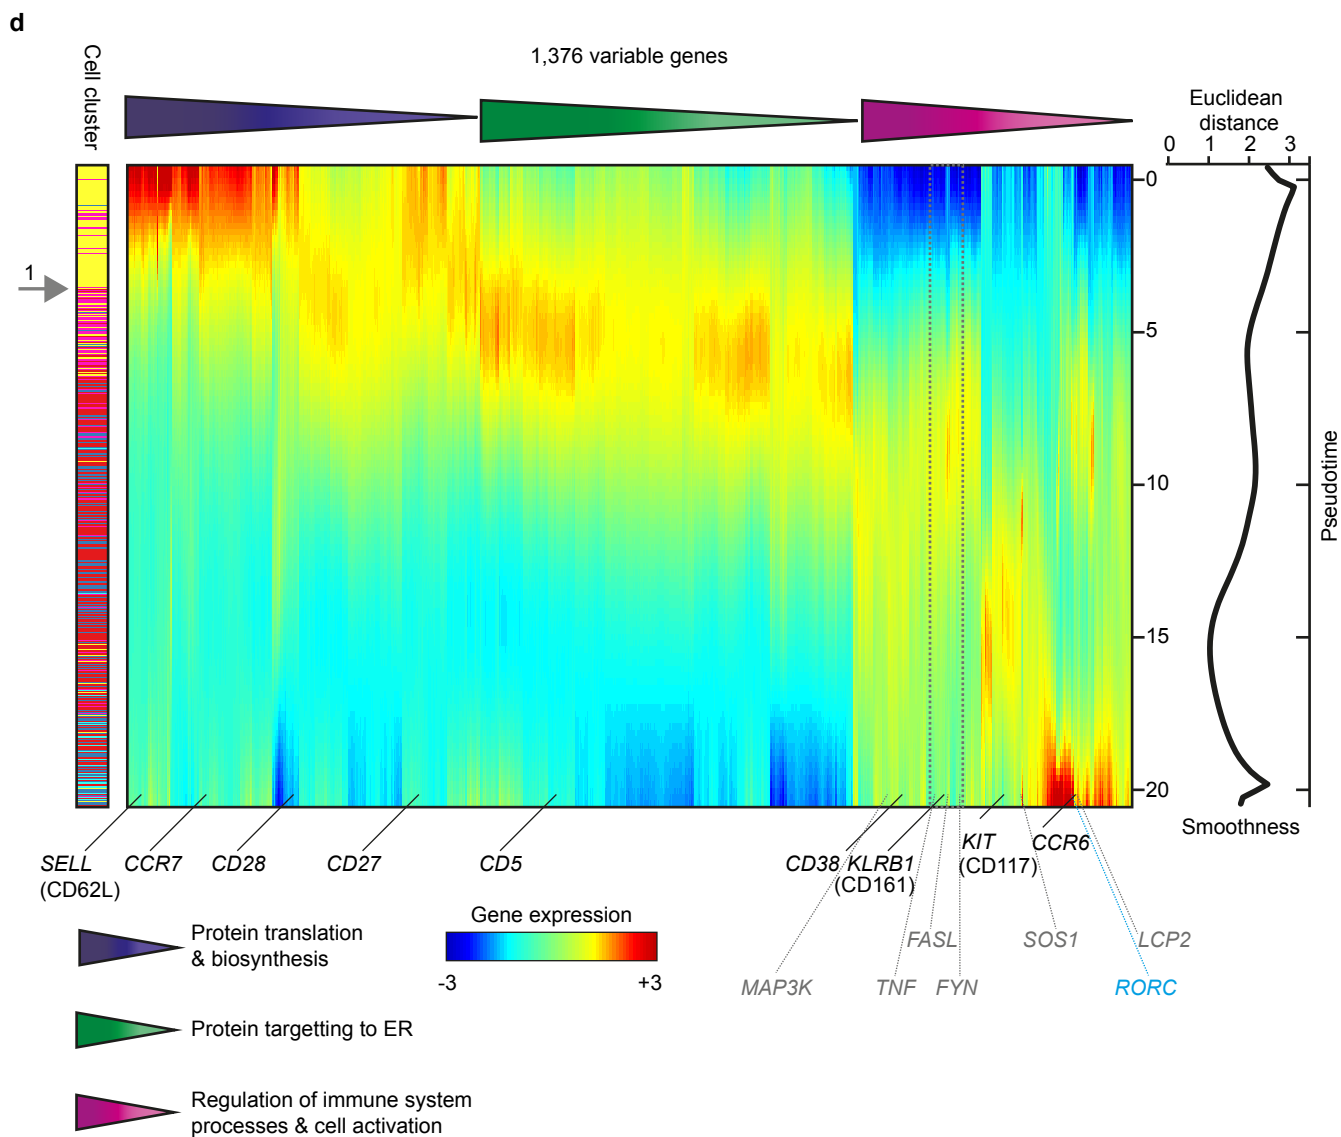 d
Cell cluster
1,376 variable genes
Euclidean
distance
0 1 2 3
1
0
5
10
15
20
Pseudotime
Smoothness
SELL
(CD62L)
CCR7
CD28
CD27
CD5
CD38
KLRB1
(CD161)
KIT
(CD117)
CCR6
FASL
SOS1
LCP2
MAP3K
TNF
FYN
RORC
Gene expression
-3
+3
Protein translation
& biosynthesis
Protein targetting to ER
Regulation of immune system
processes & cell activation